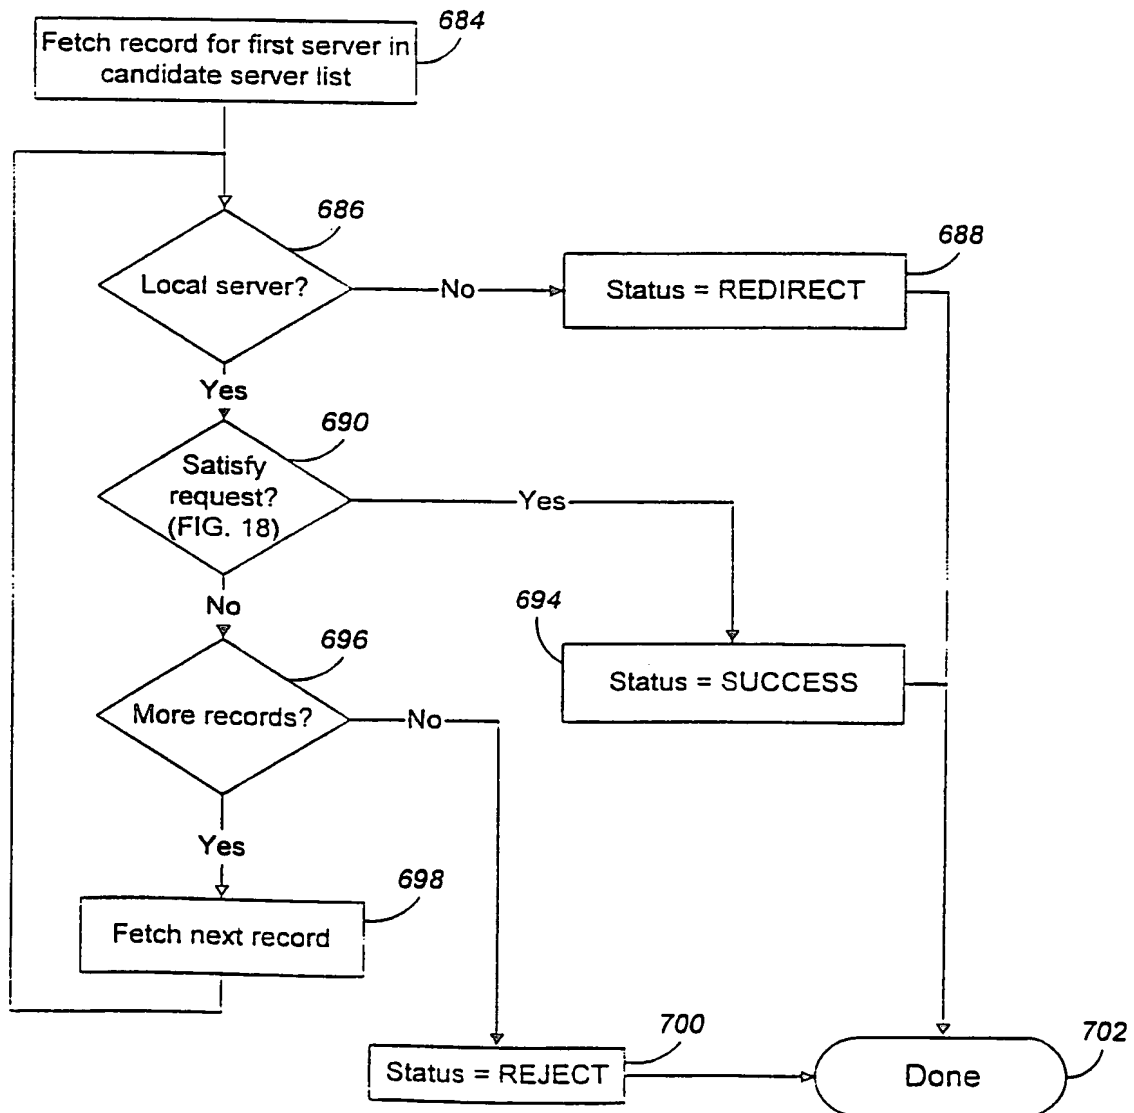 684
Fetch record for first server in
candidate server list
686
Local server?
No
688
Status = REDIRECT
Yes
690
Satisfy
request?
(FIG. 18)
Yes
No
694
Status = SUCCESS
696
More records?
No
Yes
698
Fetch next record
700
Status = REJECT
702
Done